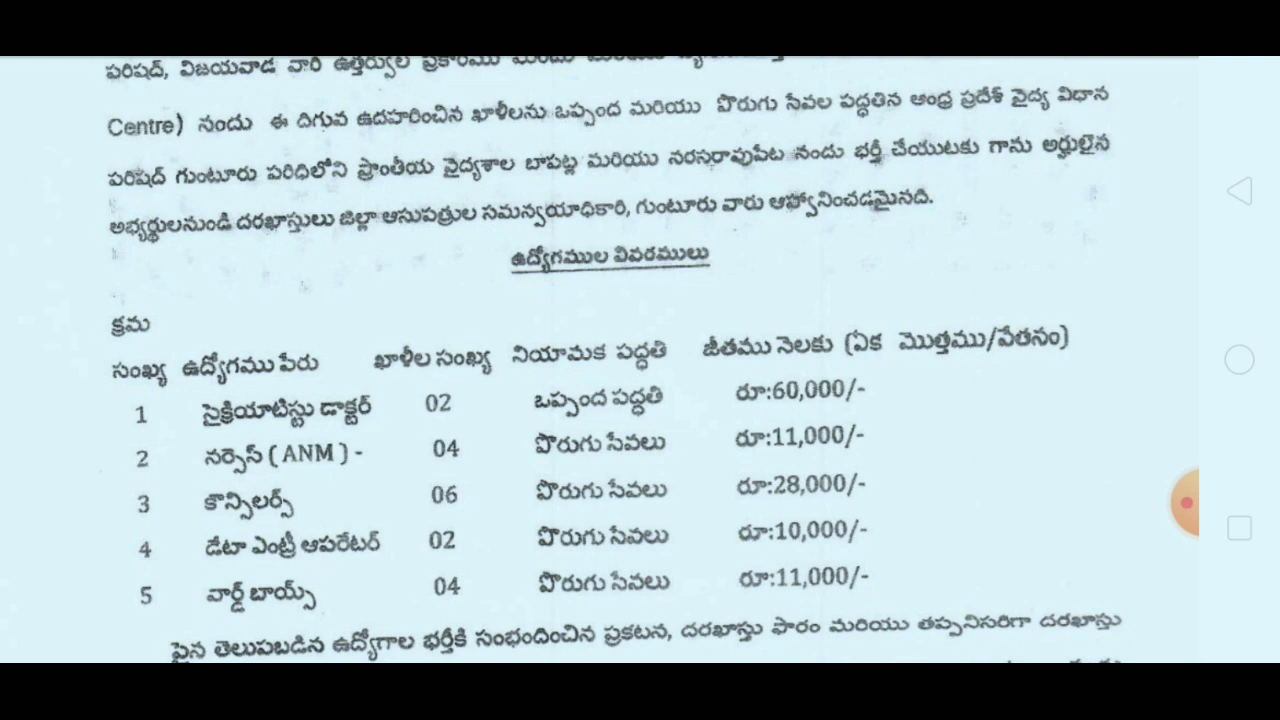 పరిషద్, విజయవాడ వారి ఉత్తర్వుల ప్రకారము
Centre) నందు ఈ దిగువ ఉదహరించిన ఖాళీలను ఒప్పంద మరియు పొరుగు సేవల పద్ధతిన ఆంధ్ర ప్రదేశ్ వైద్య విధాన
పరిషద్ గుంటూరు పరిధిలోని ప్రాంతీయ వైద్యశాల బాపట్ల మరియు నరసరావుపేట నందు భర్తీ చేయుటకు గాను అర్హులైన
అభ్యర్థులనుండి దరఖాస్తులు జిల్లా ఆసుపత్రుల సమన్వయాధికారి, గుంటూరు వారు ఆహ్వానించడమైనది.
ఉద్యోగముల వివరములు
క్రమ
సంఖ్య ఉద్యోగము పేరు ఖాళీల సంఖ్య నియామక పద్ధతి జీతము నెలకు (ఏక మొత్తము/వేతనం)
1 సైక్రియాటిస్టు డాక్టర్ 02 ఒప్పంద పద్ధతి రూ:60,000/-
2 నర్సెస్ ( ANM ) - 04 పొరుగు సేవలు రూ:11,000/-
3 కౌన్సిలర్స్ 06 పొరుగు సేవలు రూ:28,000/-
4 డేటా ఎంట్రీ ఆపరేటర్ 02 పొరుగు సేవలు రూ:10,000/-
5 వార్డ్ బాయ్స్ 04 పొరుగు సేవలు రూ:11,000/-
పైన తెలుపబడిన ఉద్యోగాల భర్తీకి సంభందించిన ప్రకటన, దరఖాస్తు ఫారం మరియు తప్పనిసరిగా దరఖాస్తు